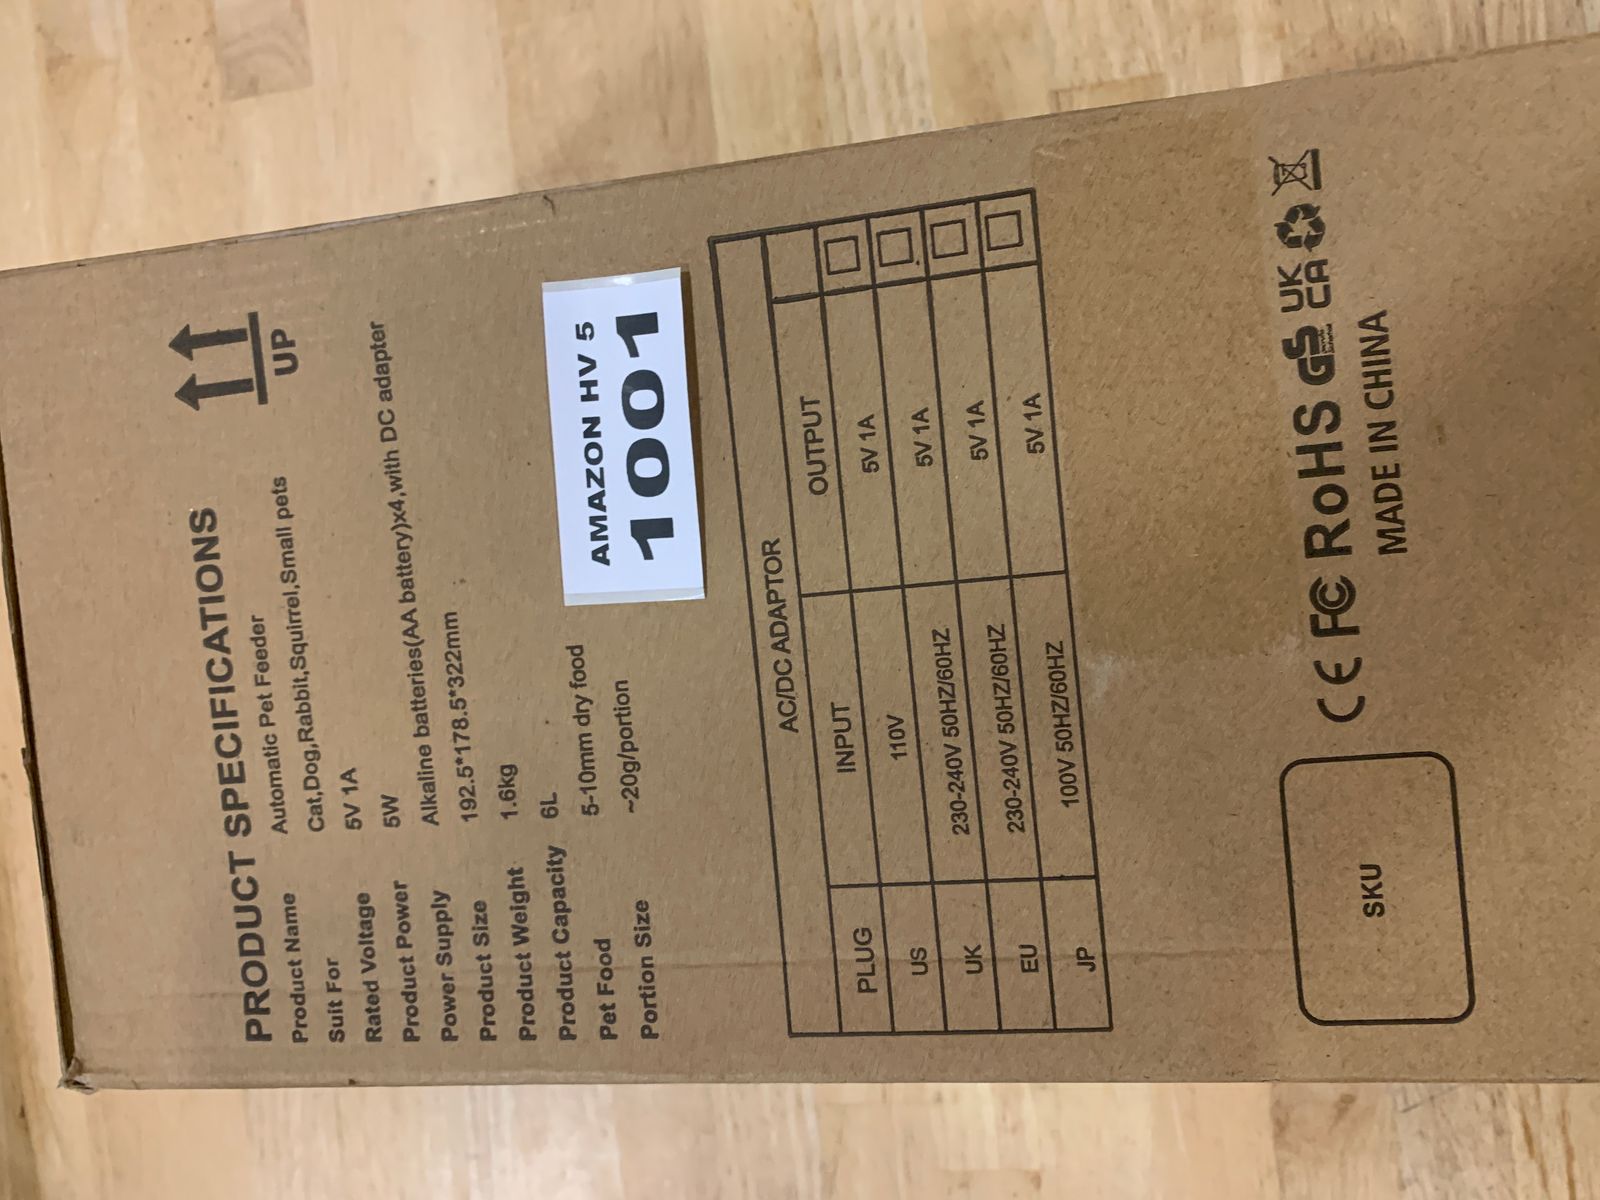 UP
PRODUCT SPECIFICATIONS
Product Name Automatic Pet Feeder
Suit For Cat,Dog,Rabbit,Squirrel,Small pets
Rated Voltage 5V 1A
Product Power 5W
Power Supply Alkaline batteries(AA battery)x4,with DC adapter
Product Size 192.5*178.5*322mm
Product Weight 1.6kg
Product Capacity 6L
Pet Food 5-10mm dry food
Portion Size ~20g/portion
AMAZON HV 5
1001
AC/DC ADAPTOR
PLUG INPUT OUTPUT
US 110V 5V 1A
UK 230-240V 50HZ/60HZ 5V 1A
EU 230-240V 50HZ/60HZ 5V 1A
JP 100V 50HZ/60HZ 5V 1A
SKU
CE FC RoHS GS UK
CA
MADE IN CHINA